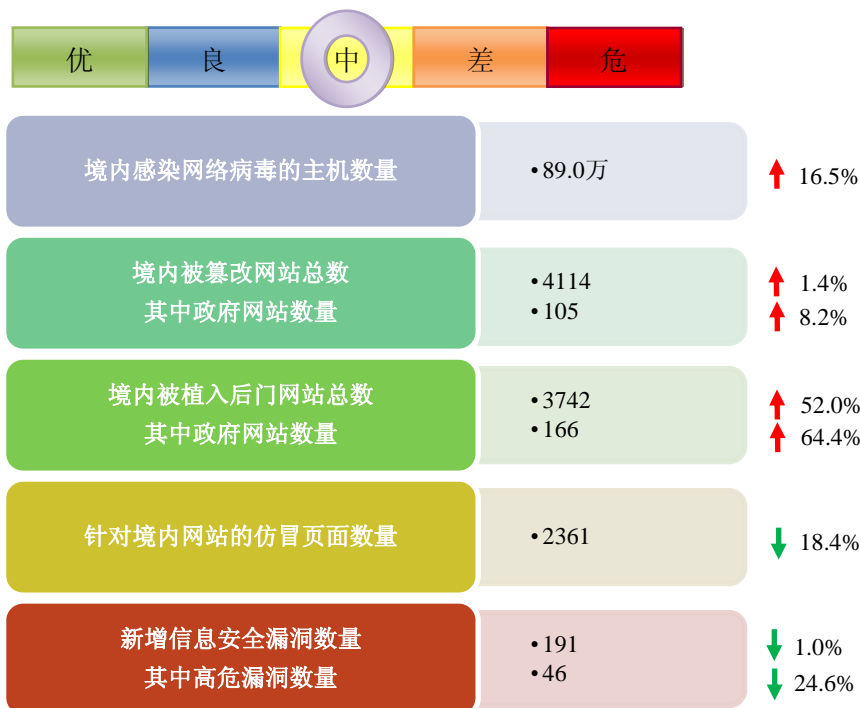 优 良 中 差 危
境内感染网络病毒的主机数量 •89.0万 16.5%
境内被篡改网站总数 •4114 1.4%
其中政府网站数量 •105 8.2%
境内被植入后门网站总数 •3742 52.0%
其中政府网站数量 •166 64.4%
针对境内网站的仿冒页面数量 •2361 18.4%
新增信息安全漏洞数量 •191 1.0%
其中高危漏洞数量 •46 24.6%